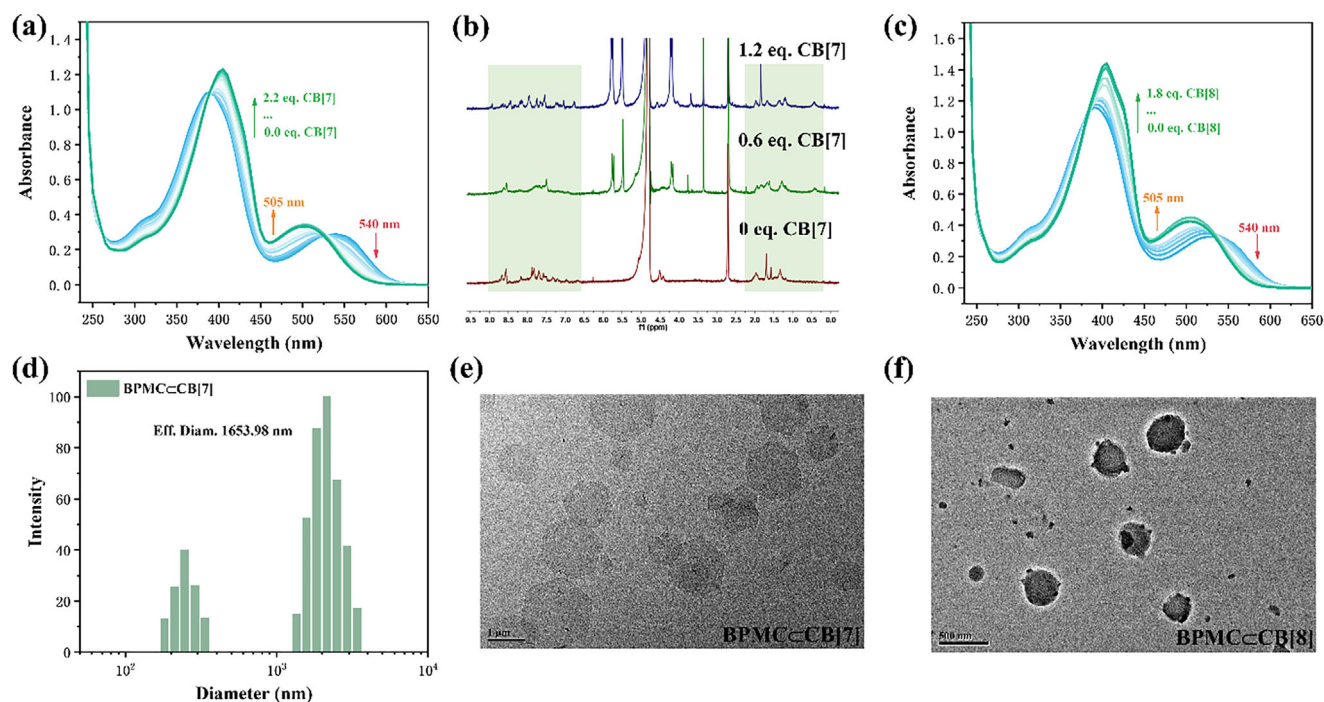 (a)
1.4
1.2
1.0
0.8
0.6
0.4
0.2
0.0
Absorbance
2.2 eq. CB[7]
...
0.0 eq. CB[7]
505 nm
540 nm
250 300 350 400 450 500 550 600 650
Wavelength (nm)
(b)
1.2 eq. CB[7]
0.6 eq. CB[7]
0 eq. CB[7]
9.5 9.0 8.5 8.0 7.5 7.0 6.5 6.0 5.5 5.0 4.5 4.0 3.5 3.0 2.5 2.0 1.5 1.0 0.5 0.0
f1 (ppm)
(c)
1.6
1.4
1.2
1.0
0.8
0.6
0.4
0.2
0.0
Absorbance
1.8 eq. CB[8]
...
0.0 eq. CB[8]
505 nm
540 nm
250 300 350 400 450 500 550 600 650
Wavelength (nm)
(d)
BPMC⊂CB[7]
Eff. Diam. 1653.98 nm
100
80
60
40
20
0
Intensity
10² 10³ 10⁴
Diameter (nm)
(e)
1 μm
BPMC⊂CB[7]
(f)
500 nm
BPMC⊂CB[8]